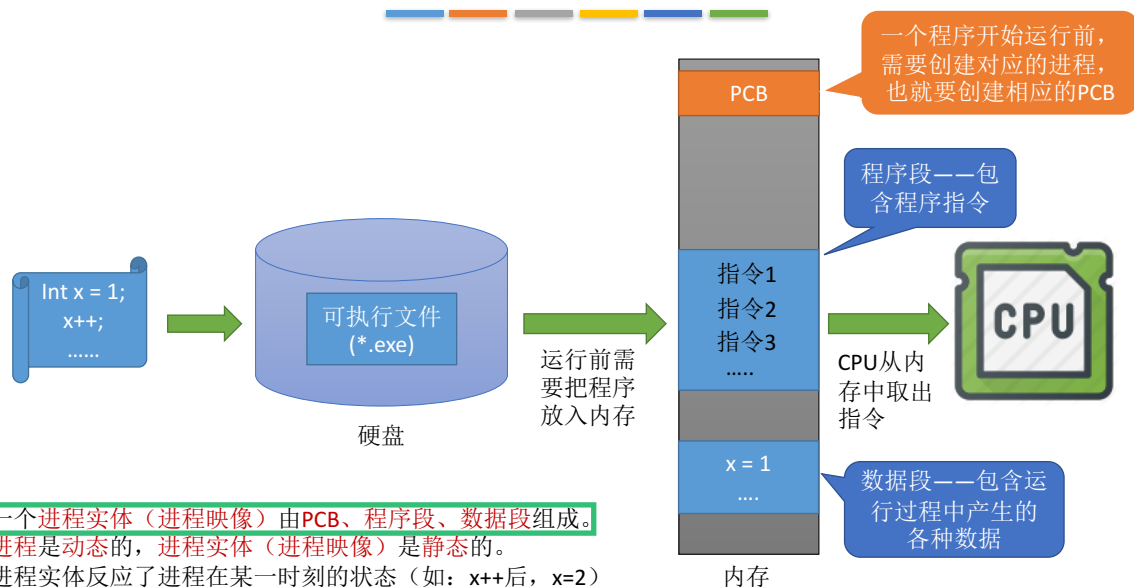 一个程序开始运行前，
需要创建对应的进程，
也就要创建相应的PCB
PCB
程序段——包
含程序指令
Int x = 1;
x++;
......
可执行文件
(*.exe)
硬盘
运行前需
要把程序
放入内存
指令1
指令2
指令3
.....
CPU从内
存中取出
指令
CPU
x = 1
....
数据段——包含运
行过程中产生的
各种数据
内存
一个进程实体（进程映像）由PCB、程序段、数据段组成。
进程是动态的，进程实体（进程映像）是静态的。
进程实体反应了进程在某一时刻的状态（如：x++后，x=2）